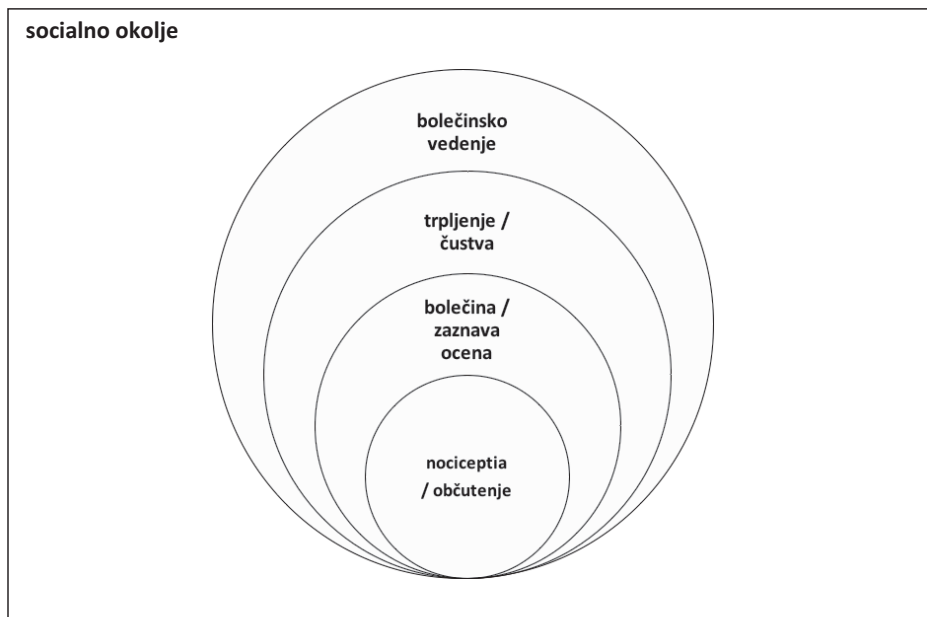 socialno okolje
bolečinsko
vedenje
trpljenje /
čustva
bolečina /
zaznava
ocena
nociceptia
/ občutenje